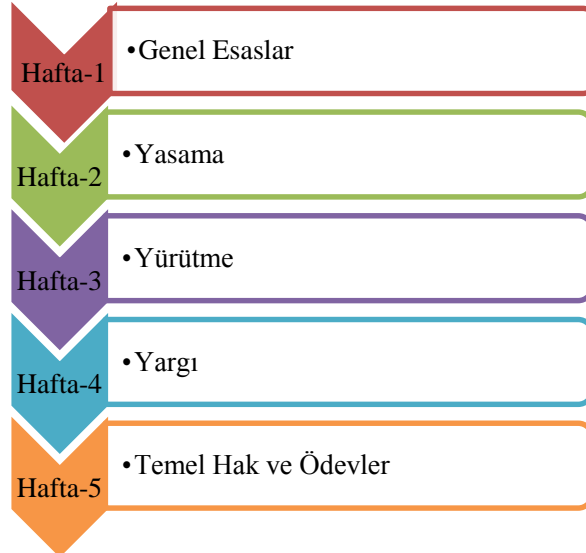 Hafta-1
•Genel Esaslar
Hafta-2
•Yasama
Hafta-3
•Yürütme
Hafta-4
•Yargı
Hafta-5
•Temel Hak ve Ödevler